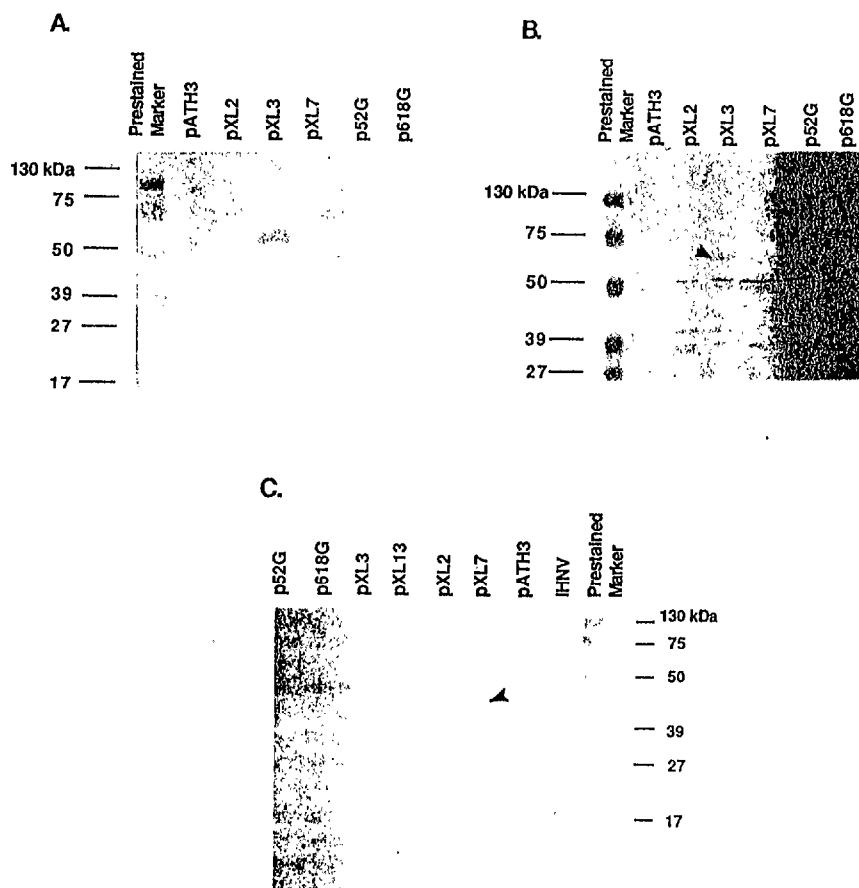 A.
Prestained
Marker
pATH3
pXL2
pXL3
pXL7
p52G
p618G
130 kDa
75
50
39
27
17
B.
Prestained
Marker
pATH3
pXL2
pXL3
pXL7
p52G
p618G
130 kDa
75
50
39
27
C.
p52G
p618G
pXL3
pXL13
pXL2
pXL7
pATH3
IHNV
Prestained
Marker
130 kDa
75
50
39
27
17